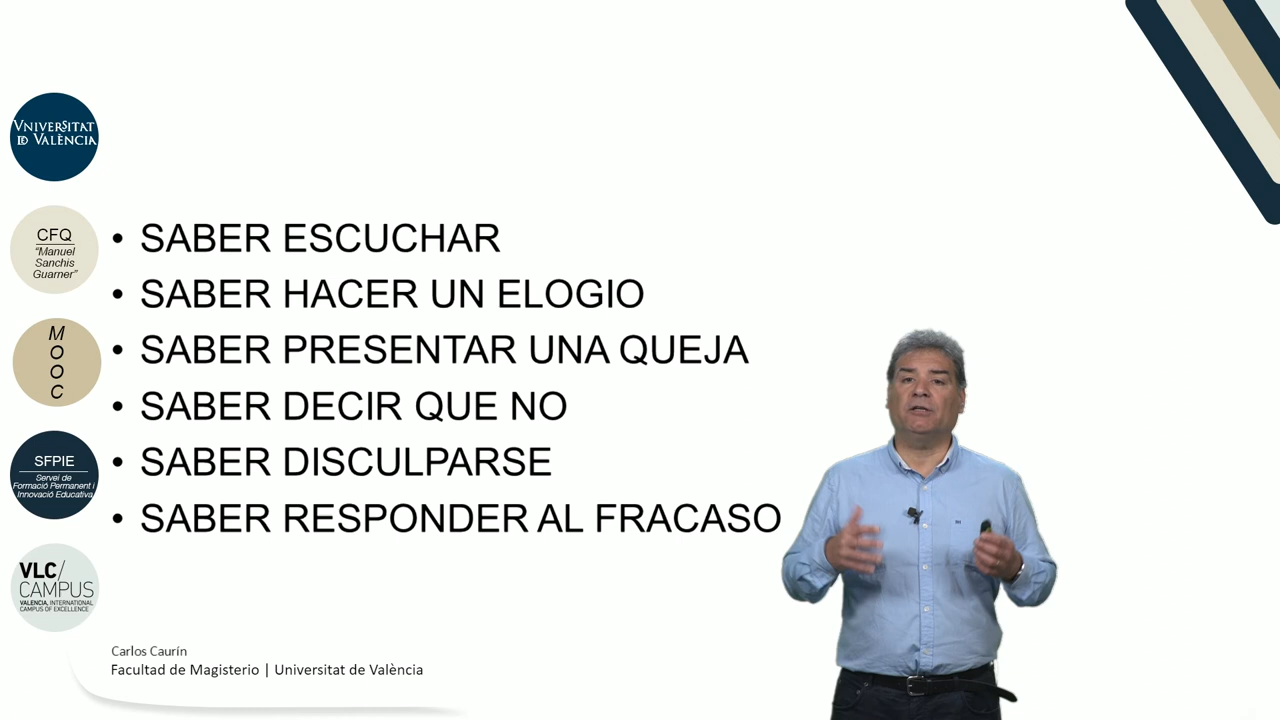 VNIVERSITAT
ID VALÈNCIA
CFQ
“Manuel
Sanchis
Guarner”
M
O
O
C
SFPIE
Servei de
Formació Permanent i
Innovació Educativa
VLC/
CAMPUS
VALENCIA, INTERNATIONAL
CAMPUS OF EXCELLENCE
• SABER ESCUCHAR
• SABER HACER UN ELOGIO
• SABER PRESENTAR UNA QUEJA
• SABER DECIR QUE NO
• SABER DISCULPARSE
• SABER RESPONDER AL FRACASO
Carlos Caurín
Facultad de Magisterio | Universitat de València